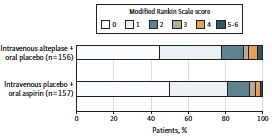 Modified Rankin Scale score
0 1 2 3 4 5-6
Intravenous alteplase +
oral placebo (n=156)
Intravenous placebo +
oral aspirin (n=157)
0 20 40 60 80 100
Patients, %